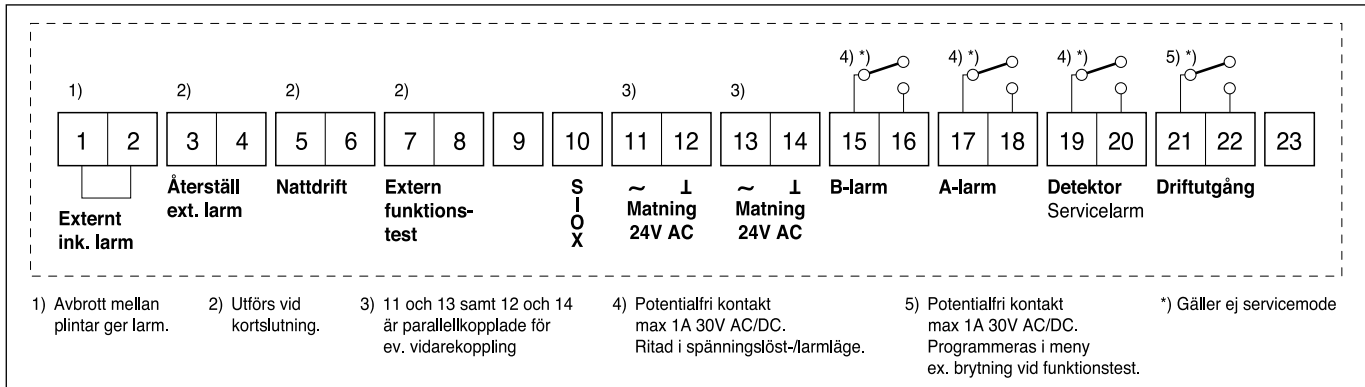 4) *) 4) *) 4) *) 5) *)
1) 2) 2) 2) 3) 3)
1 2 3 4 5 6 7 8 9 10 11 12 13 14 15 16 17 18 19 20 21 22 23
Externt
ink. larm
Återställ
ext. larm
Nattdrift
Extern
funktions-
test
S
I
O
X
~ ⊥
Matning
24V AC
~ ⊥
Matning
24V AC
B-larm
A-larm
Detektor
Servicelarm
Driftutgång
1) Avbrott mellan
plintar ger larm.
2) Utförs vid
kortslutning.
3) 11 och 13 samt 12 och 14
är parallellkopplade för
ev. vidarekoppling
4) Potentialfri kontakt
max 1A 30V AC/DC.
Ritad i spänningslöst-/larmläge.
5) Potentialfri kontakt
max 1A 30V AC/DC.
Programmeras i meny
ex. brytning vid funktionstest.
*) Gäller ej servicemode